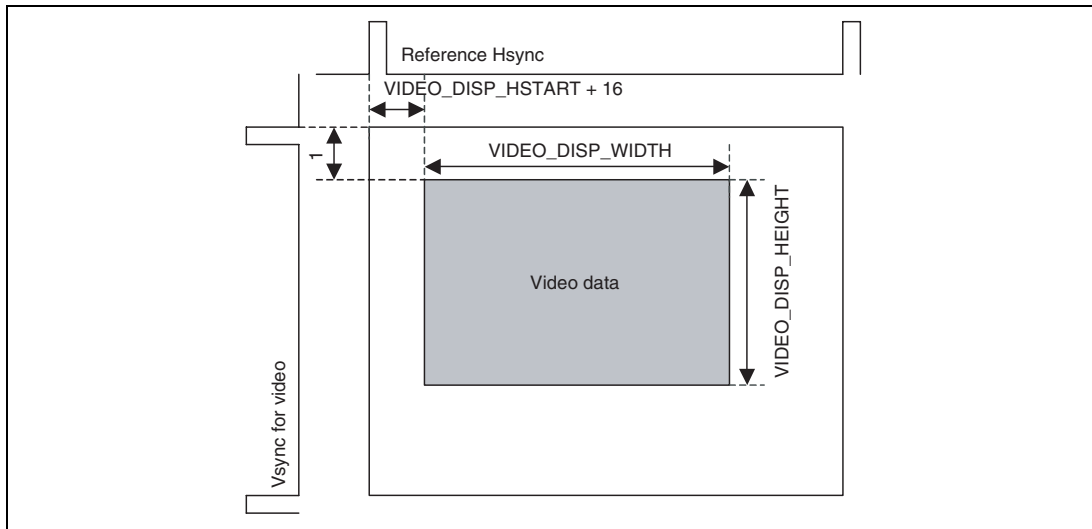 Reference Hsync
VIDEO_DISP_HSTART + 16
1
VIDEO_DISP_WIDTH
VIDEO_DISP_HEIGHT
Video data
Vsync for video